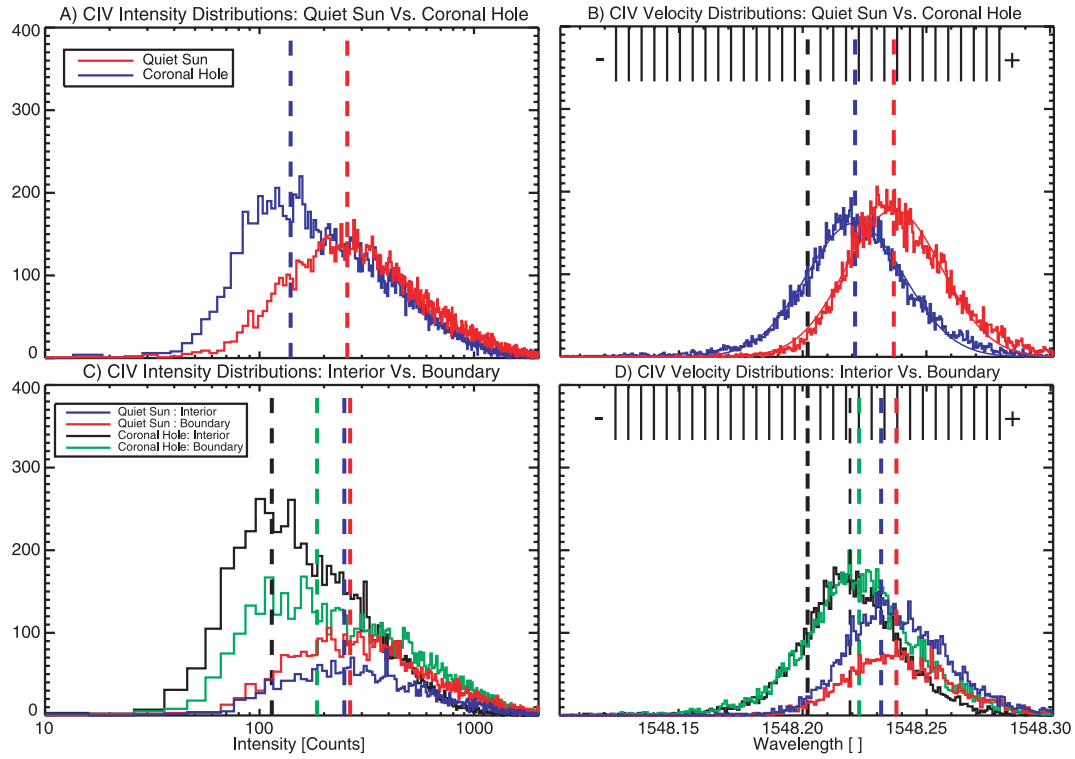 A) CIV Intensity Distributions: Quiet Sun Vs. Coronal Hole
400
300
200
100
0
Quiet Sun
Coronal Hole
B) CIV Velocity Distributions: Quiet Sun Vs. Coronal Hole
- +
C) CIV Intensity Distributions: Interior Vs. Boundary
400
300
200
100
0
Quiet Sun : Interior
Quiet Sun : Boundary
Coronal Hole: Interior
Coronal Hole: Boundary
10 100 1000
Intensity [Counts]
D) CIV Velocity Distributions: Interior Vs. Boundary
- +
1548.15 1548.20 1548.25 1548.30
Wavelength [ ]